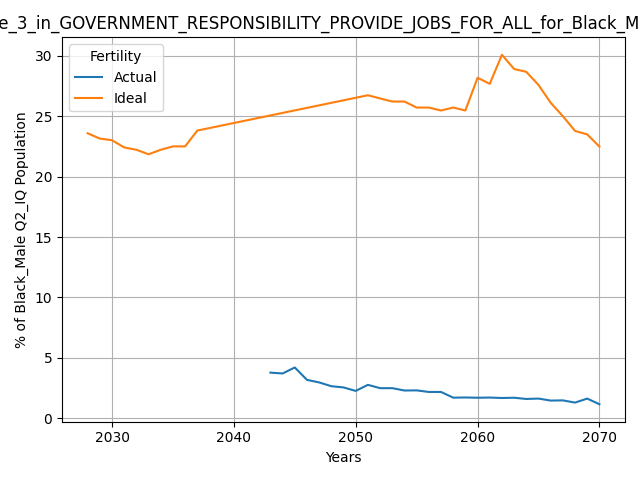 e_3_in_GOVERNMENT_RESPONSIBILITY_PROVIDE_JOBS_FOR_ALL_for_Black_M
Fertility
Actual
Ideal
% of Black_Male Q2_IQ Population
30
25
20
15
10
5
0
2030 2040 2050 2060 2070
Years